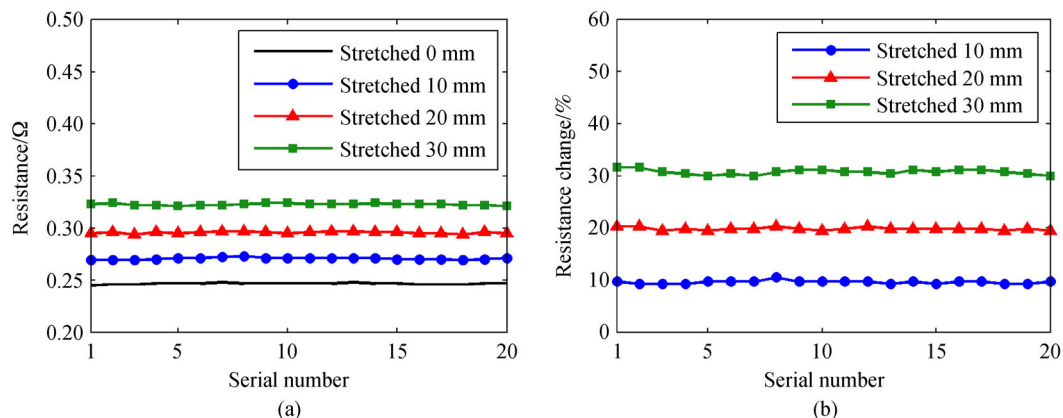 0.50
0.45
0.40
0.35
0.30
0.25
0.20
Resistance/Ω
Stretched 0 mm
Stretched 10 mm
Stretched 20 mm
Stretched 30 mm
1 5 10 15 20
Serial number
(a)
60
50
40
30
20
10
0
Resistance change/%
Stretched 10 mm
Stretched 20 mm
Stretched 30 mm
1 5 10 15 20
Serial number
(b)